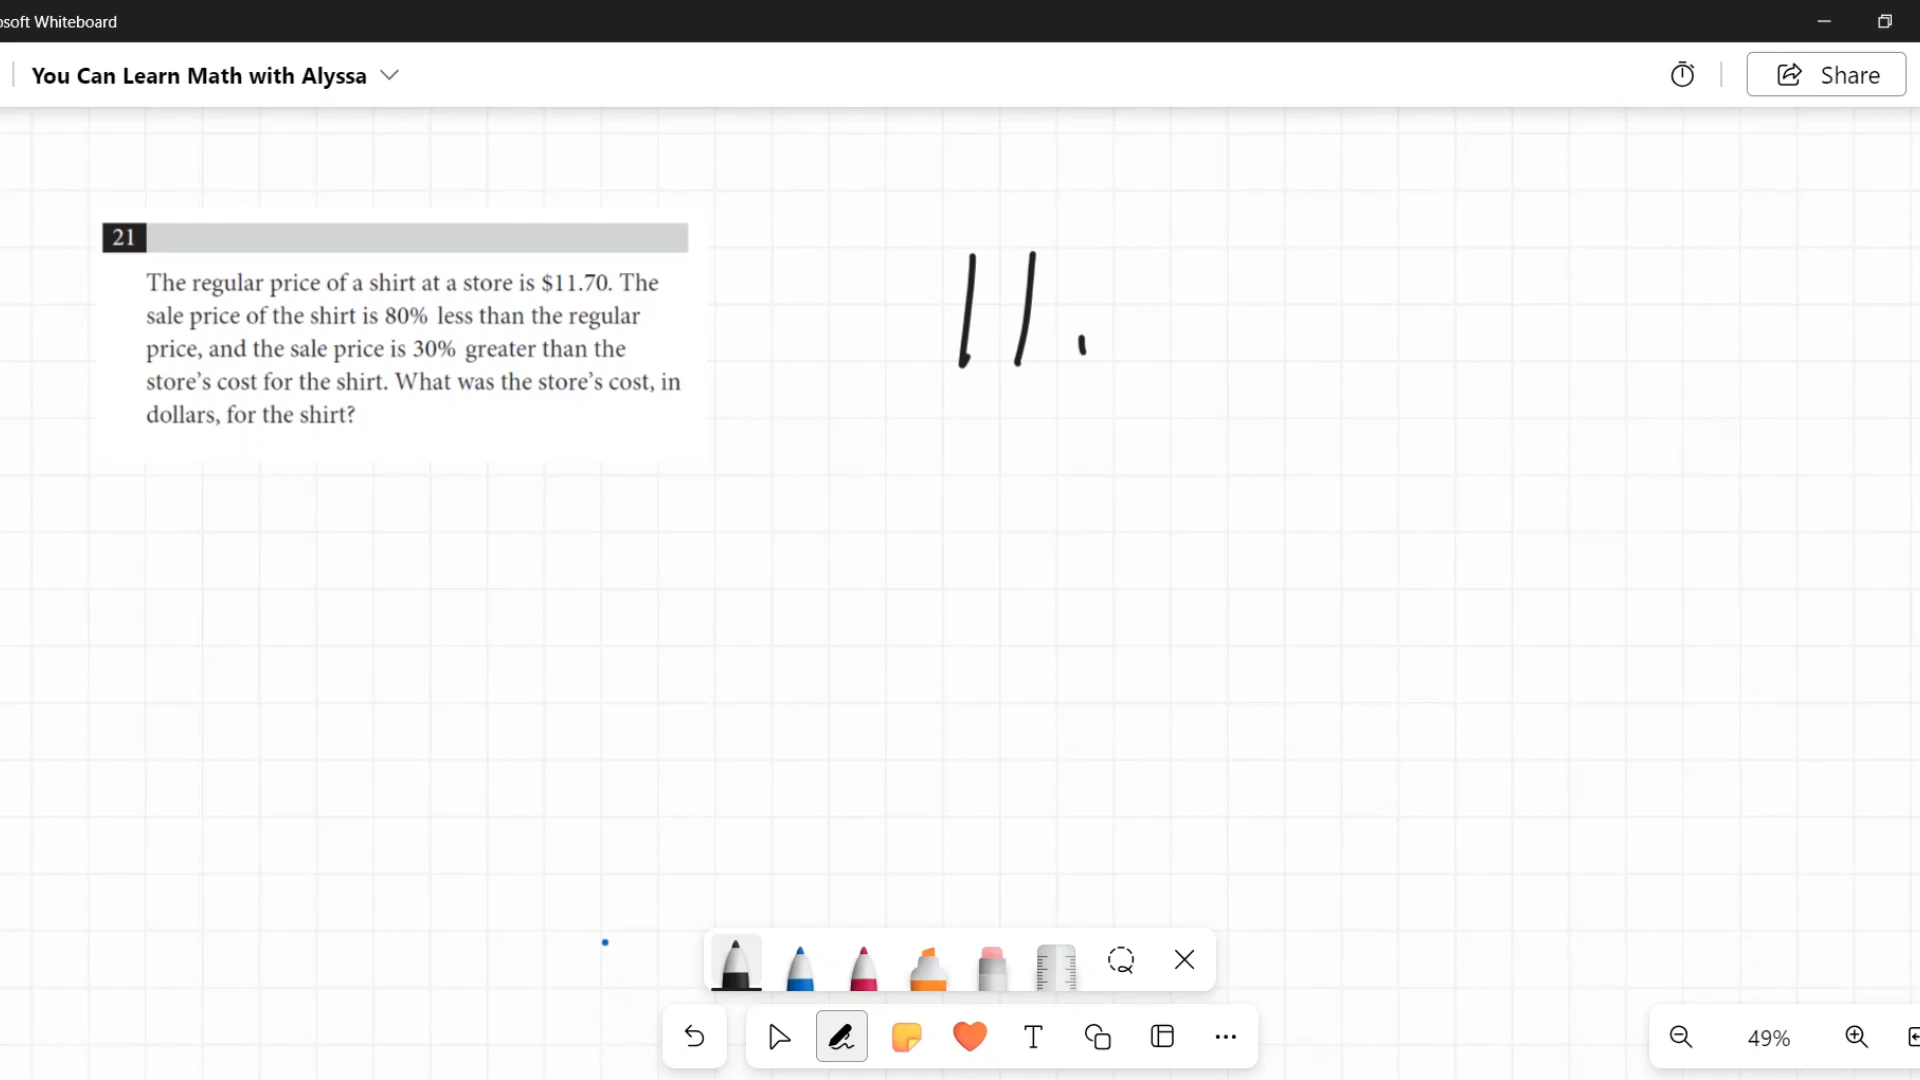 osoft Whiteboard
You Can Learn Math with Alyssa
Share
21
The regular price of a shirt at a store is $11.70. The
sale price of the shirt is 80% less than the regular
price, and the sale price is 30% greater than the
store's cost for the shirt. What was the store's cost, in
dollars, for the shirt?
11.
49%